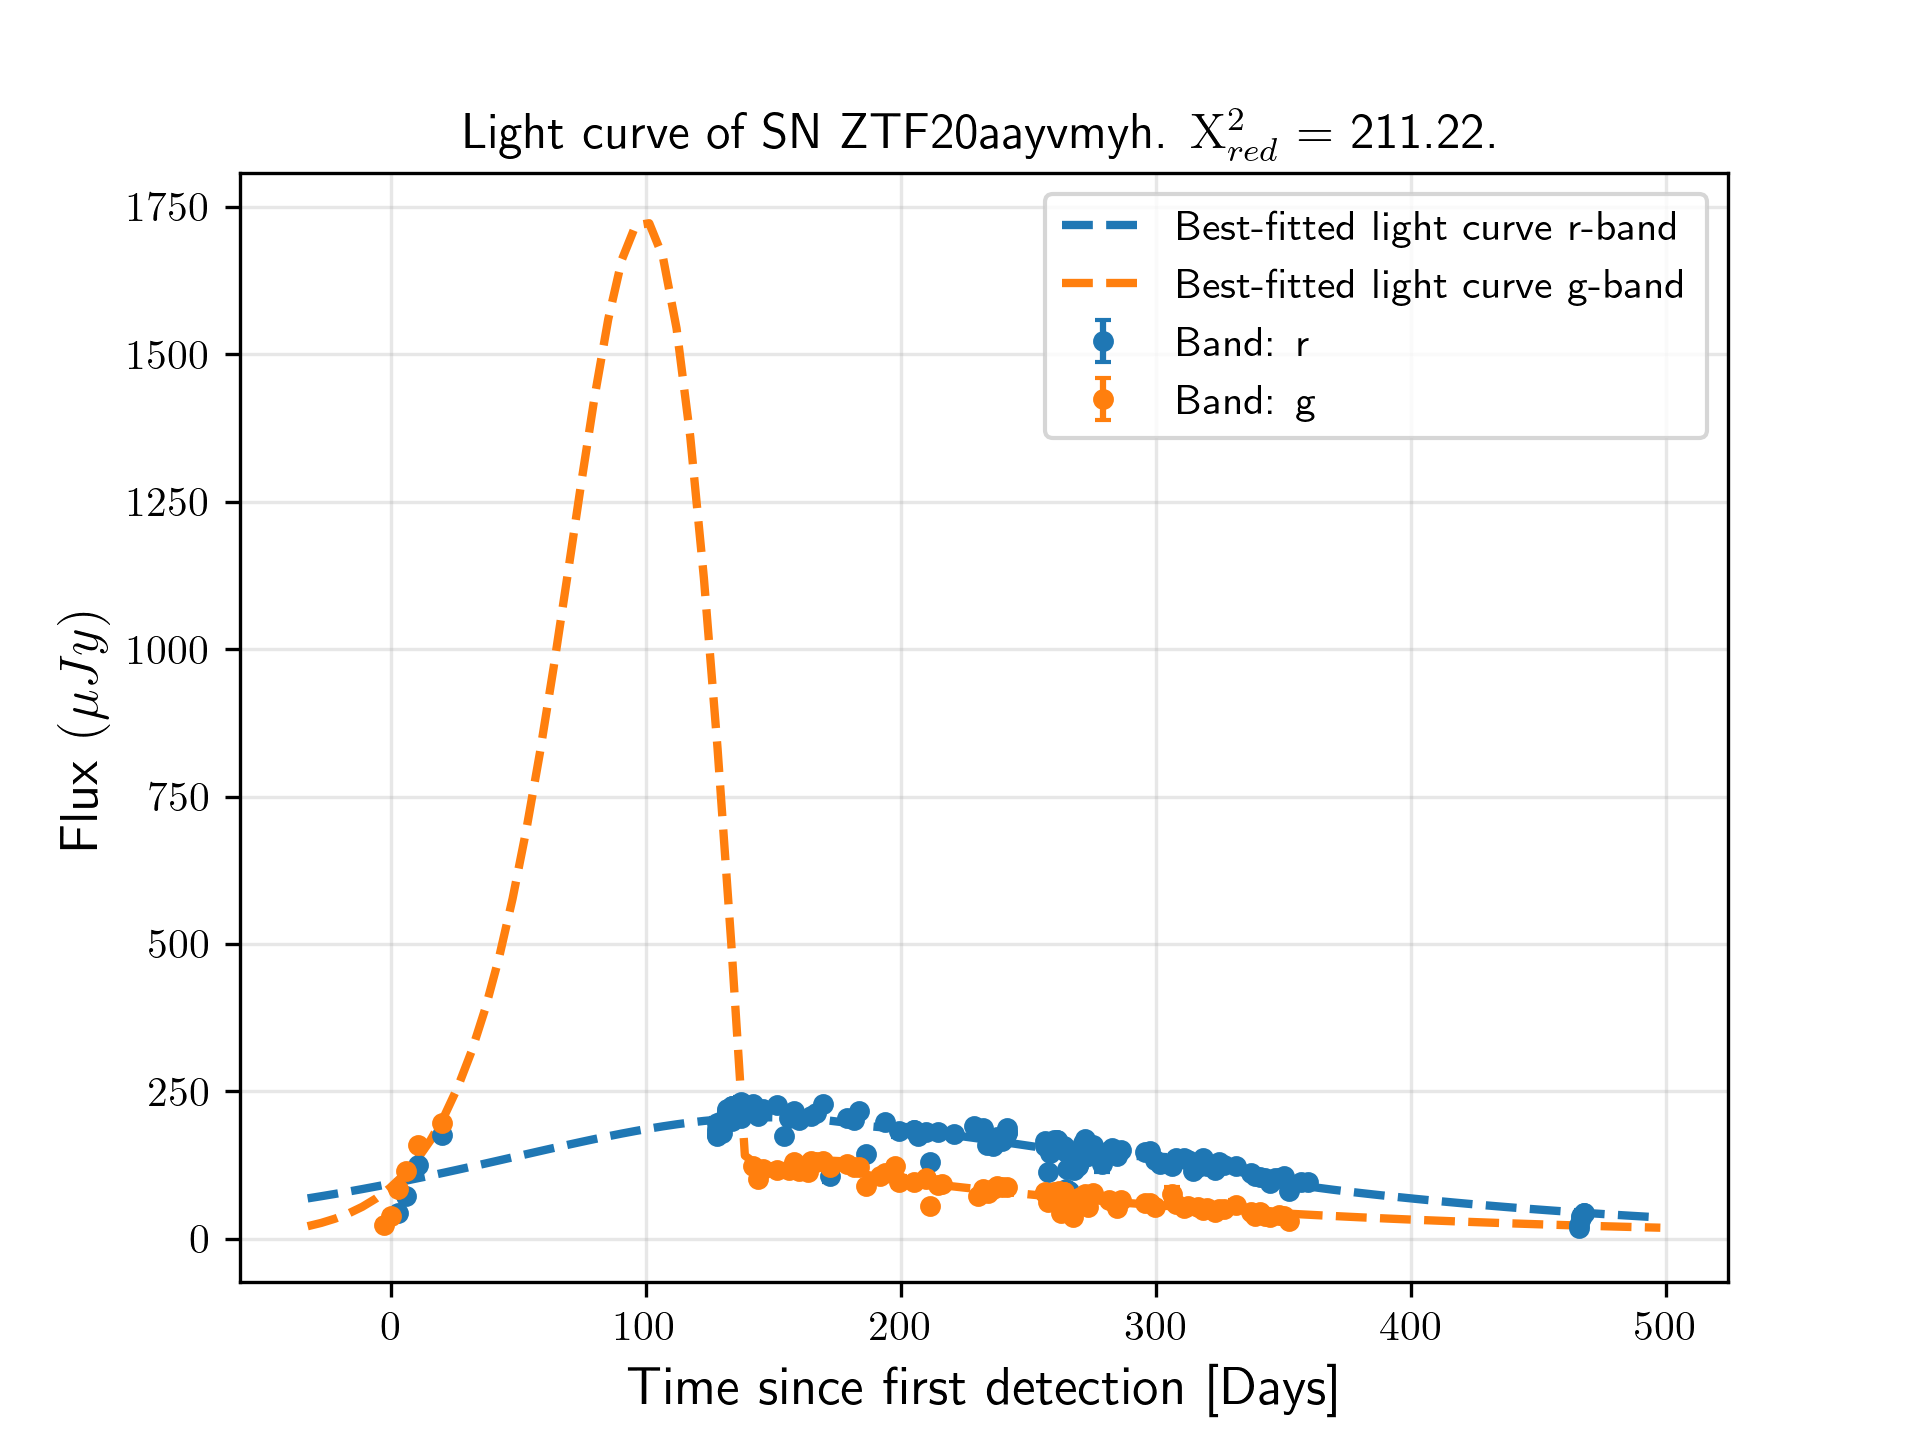 Light curve of SN ZTF20aayvmyh. X²_red = 211.22.
1750
1500
1250
1000
750
500
250
0
Flux (μJy)
0 100 200 300 400 500
Time since first detection [Days]
Best-fitted light curve r-band
Best-fitted light curve g-band
Band: r
Band: g